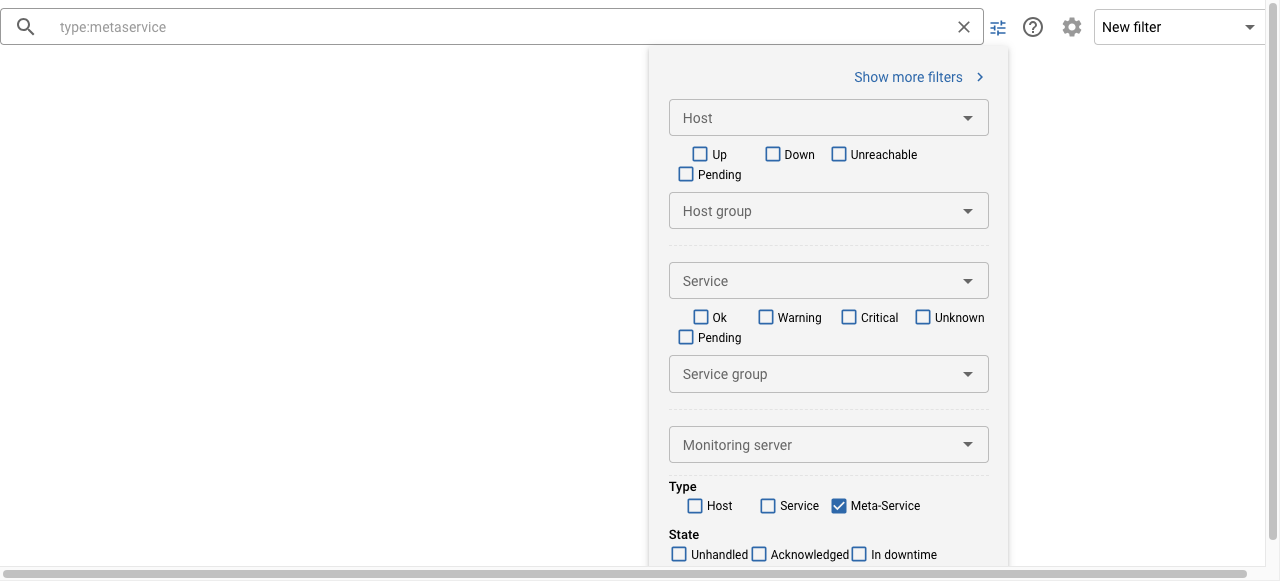 type:metaservice New filter
Show more filters
Host
Up Down Unreachable
Pending
Host group
Service
Ok Warning Critical Unknown
Pending
Service group
Monitoring server
Type
Host Service Meta-Service
State
Unhandled Acknowledged In downtime